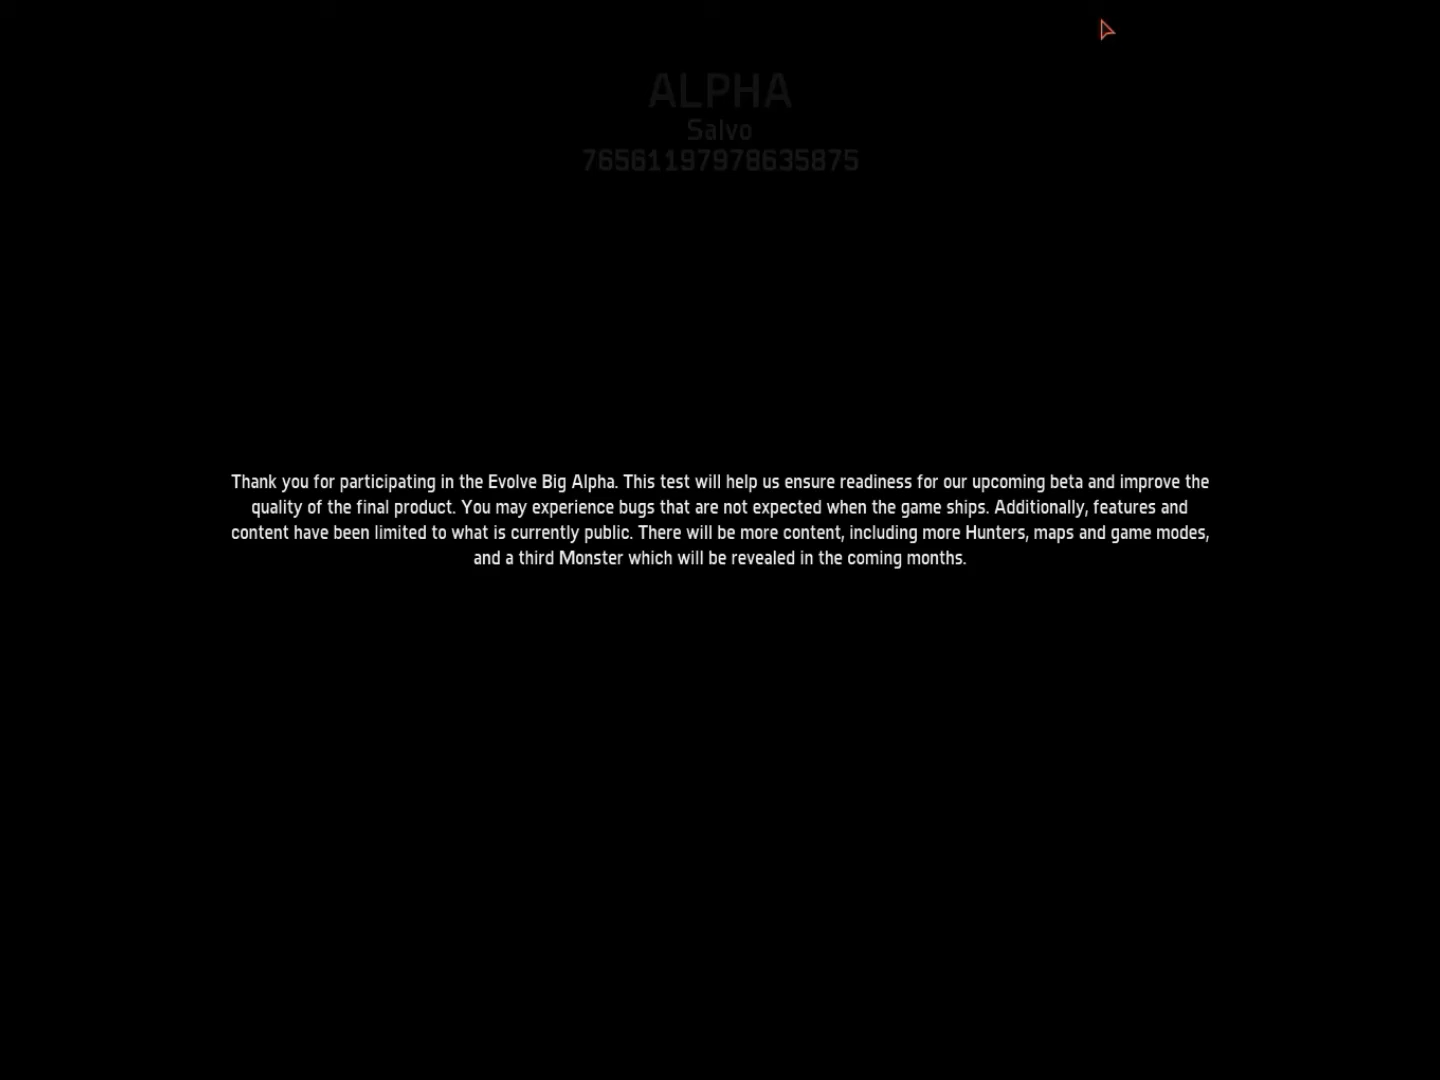 ALPHA
Salvo
76561197978635875
Thank you for participating in the Evolve Big Alpha. This test will help us ensure readiness for our upcoming beta and improve the
quality of the final product. You may experience bugs that are not expected when the game ships. Additionally, features and
content have been limited to what is currently public. There will be more content, including more Hunters, maps and game modes,
and a third Monster which will be revealed in the coming months.